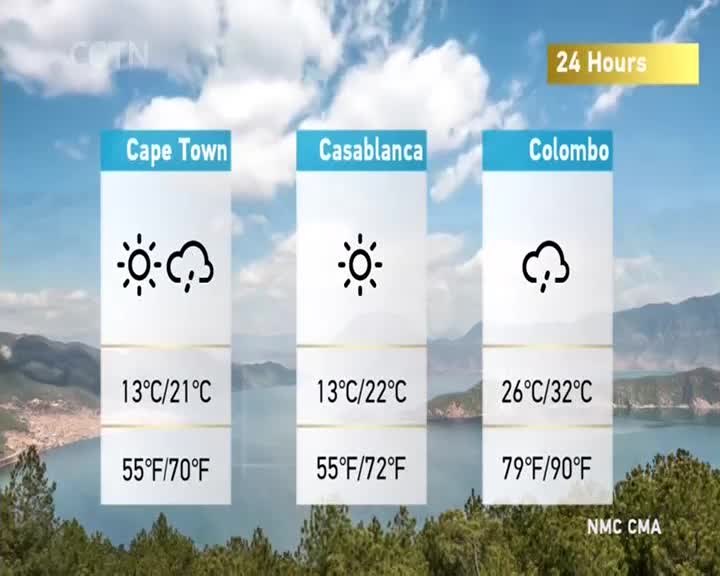 CGTN
24 Hours
Cape Town
Casablanca
Colombo
13°C/21°C
13°C/22°C
26°C/32°C
55°F/70°F
55°F/72°F
79°F/90°F
NMC CMA